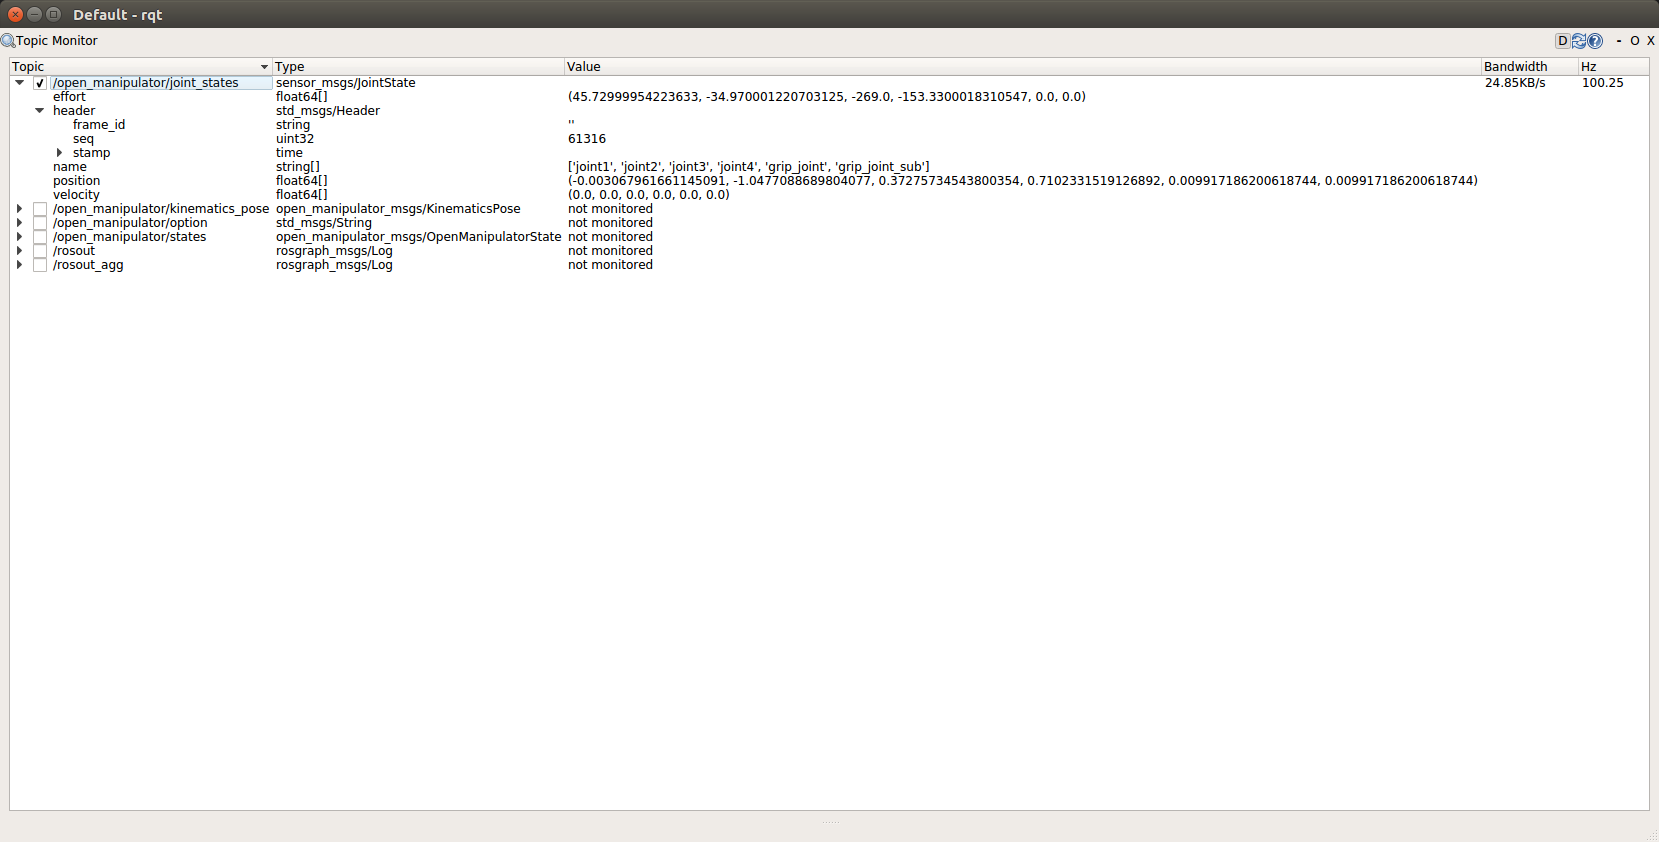 Default - rqt
Topic Monitor D ? - O X
Topic Type Value Bandwidth Hz
/open_manipulator/joint_states sensor_msgs/JointState 24.85KB/s 100.25
effort float64[] (45.72999954223633, -34.970001220703125, -269.0, -153.3300018310547, 0.0, 0.0)
header std_msgs/Header
frame_id string ''
seq uint32 61316
stamp time
name string[] ['joint1', 'joint2', 'joint3', 'joint4', 'grip_joint', 'grip_joint_sub']
position float64[] (-0.003067961661145091, -1.0477088689804077, 0.37275734543800354, 0.7102331519126892, 0.009917186200618744, 0.009917186200618744)
velocity float64[] (0.0, 0.0, 0.0, 0.0, 0.0, 0.0)
/open_manipulator/kinematics_pose open_manipulator_msgs/KinematicsPose not monitored
/open_manipulator/option std_msgs/String not monitored
/open_manipulator/states open_manipulator_msgs/OpenManipulatorState not monitored
/rosout rosgraph_msgs/Log not monitored
/rosout_agg rosgraph_msgs/Log not monitored